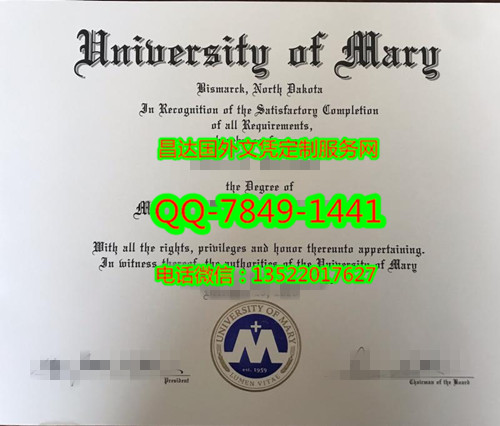 University of Mary
Bismarck, North Dakota
In Recognition of the Satisfactory Completion
of all Requirements,
昌达国外文凭定制服务网
the Degree of
M
QQ-7849-1441
With all the rights, privileges and honor thereunto appertaining.
In witness thereof, the authorities of the University of Mary
电话微信：13522017627
UNIVERSITY OF MARY
M
EST. 1959
LUMEN VITAE
President
Chairman of the Board